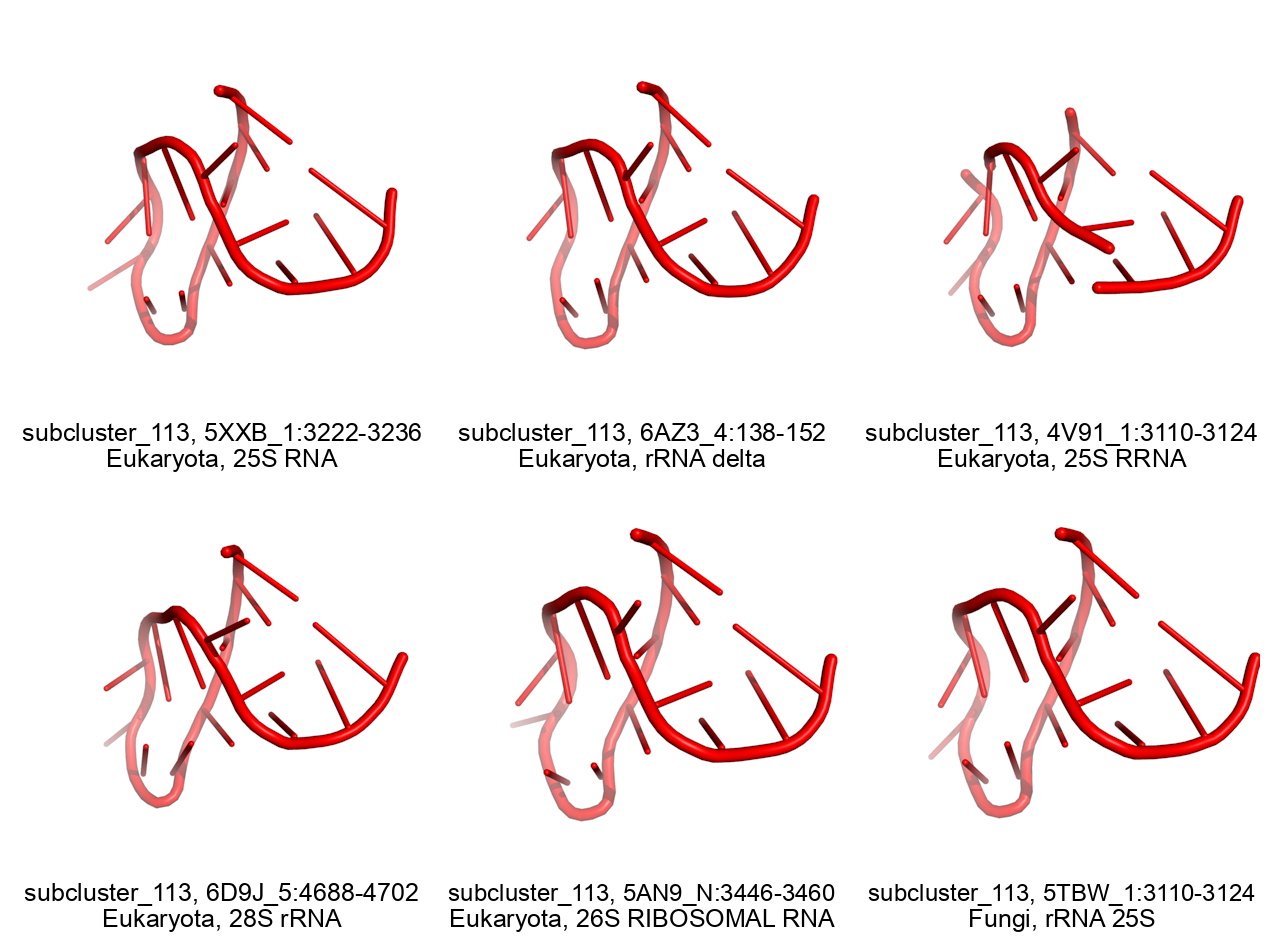 subcluster_113, 5XXB_1:3222-3236
Eukaryota, 25S RNA
subcluster_113, 6AZ3_4:138-152
Eukaryota, rRNA delta
subcluster_113, 4V91_1:3110-3124
Eukaryota, 25S RRNA
subcluster_113, 6D9J_5:4688-4702
Eukaryota, 28S rRNA
subcluster_113, 5AN9_N:3446-3460
Eukaryota, 26S RIBOSOMAL RNA
subcluster_113, 5TBW_1:3110-3124
Fungi, rRNA 25S